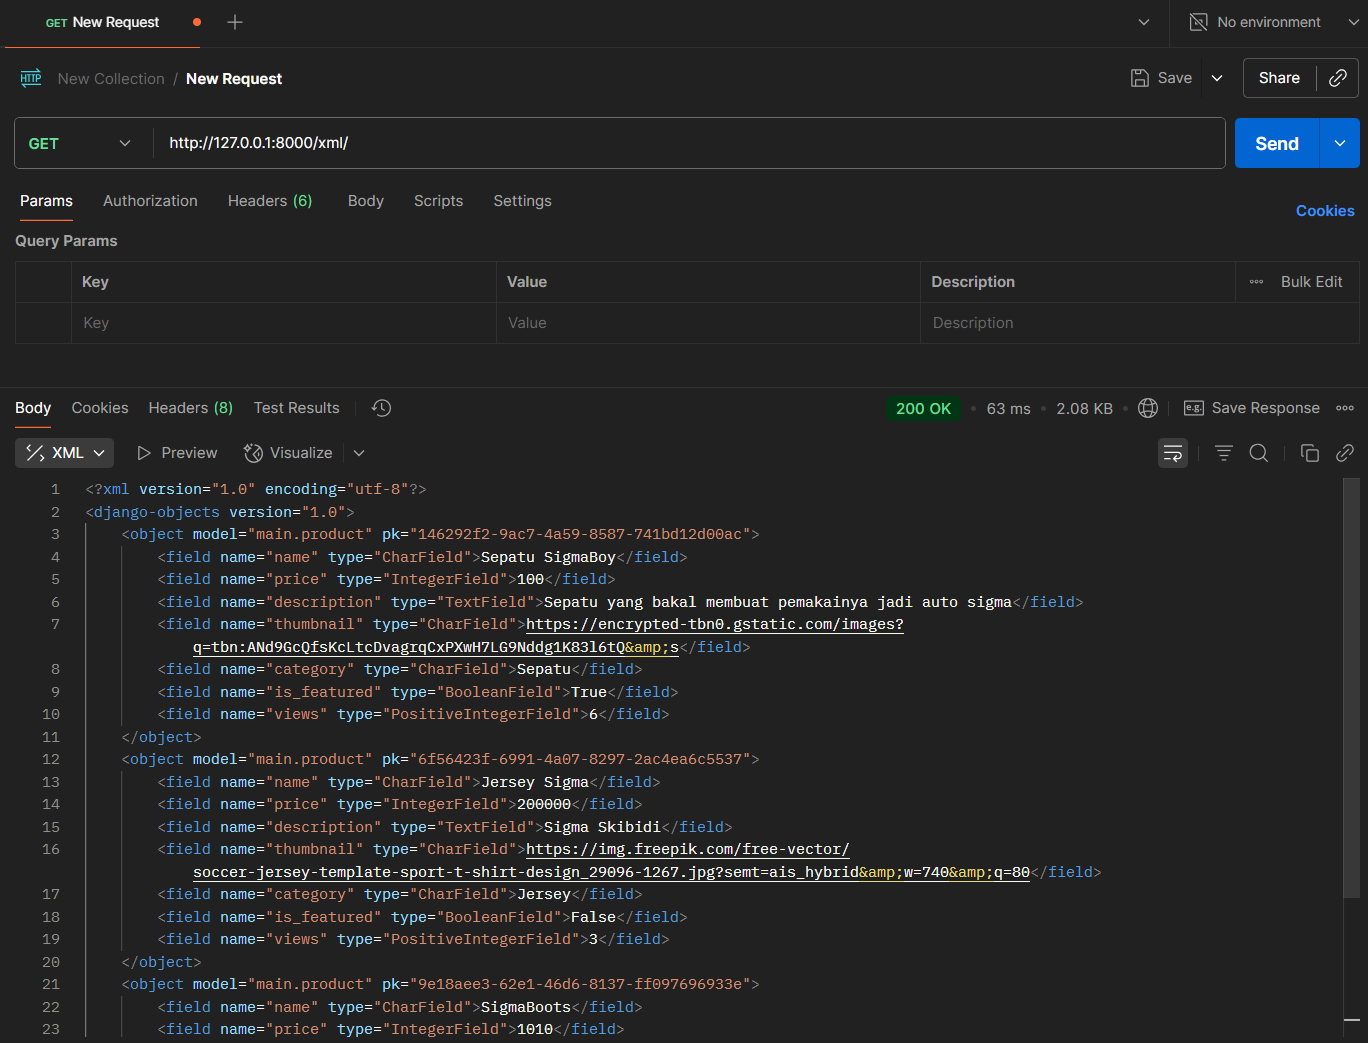 GET New Request
No environment
HTTP New Collection / New Request
Save
Share
GET
http://127.0.0.1:8000/xml/
Send
Params Authorization Headers (6) Body Scripts Settings
Cookies
Query Params
Key Value Description Bulk Edit
Key Value Description
Body Cookies Headers (8) Test Results
200 OK • 63 ms • 2.08 KB • e.g. Save Response
XML Preview Visualize
1 <?xml version="1.0" encoding="utf-8"?>
2 <django-objects version="1.0">
3 <object model="main.product" pk="146292f2-9ac7-4a59-8587-741bd12d00ac">
4 <field name="name" type="CharField">Sepatu SigmaBoy</field>
5 <field name="price" type="IntegerField">100</field>
6 <field name="description" type="TextField">Sepatu yang bakal membuat pemakainya jadi auto sigma</field>
7 <field name="thumbnail" type="CharField">https://encrypted-tbn0.gstatic.com/images?
q=tbn:ANd9GcQfsKcLtcDvagrqCxPXwH7LG9Nddg1K83l6tQ&amp;s</field>
8 <field name="category" type="CharField">Sepatu</field>
9 <field name="is_featured" type="BooleanField">True</field>
10 <field name="views" type="PositiveIntegerField">6</field>
11 </object>
12 <object model="main.product" pk="6f56423f-6991-4a07-8297-2ac4ea6c5537">
13 <field name="name" type="CharField">Jersey Sigma</field>
14 <field name="price" type="IntegerField">200000</field>
15 <field name="description" type="TextField">Sigma Skibidi</field>
16 <field name="thumbnail" type="CharField">https://img.freepik.com/free-vector/
soccer-jersey-template-sport-t-shirt-design_29096-1267.jpg?semt=ais_hybrid&amp;w=740&amp;q=80</field>
17 <field name="category" type="CharField">Jersey</field>
18 <field name="is_featured" type="BooleanField">False</field>
19 <field name="views" type="PositiveIntegerField">3</field>
20 </object>
21 <object model="main.product" pk="9e18aee3-62e1-46d6-8137-ff097696933e">
22 <field name="name" type="CharField">SigmaBoots</field>
23 <field name="price" type="IntegerField">1010</field>